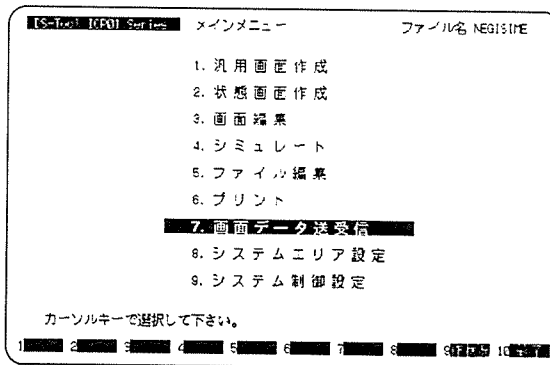 [S-Tool ICP0] Series メインメニュー ファイル名 NEGISIME
1. 汎用画面作成
2. 状態画面作成
3. 画面編集
4. シミュレート
5. ファイル編集
6. プリント
7. 画面データ送受信
8. システムエリア設定
9. システム制御設定
カーソルキーで選択して下さい。
1 2 3 4 5 6 7 8 9 10 終了